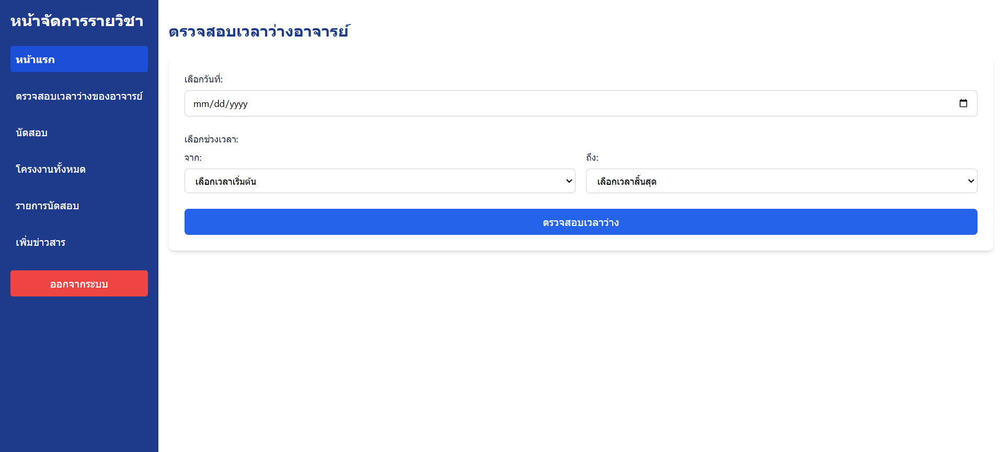 หน้าจัดการรายวิชา
หน้าแรก
ตรวจสอบเวลาว่างของอาจารย์
นัดสอบ
โครงงานทั้งหมด
รายการนัดสอบ
เพิ่มข่าวสาร
ออกจากระบบ
ตรวจสอบเวลาว่างอาจารย์
เลือกวันที่:
mm/dd/yyyy
เลือกช่วงเวลา:
จาก:
ถึง:
เลือกเวลาเริ่มต้น
เลือกเวลาสิ้นสุด
ตรวจสอบเวลาว่าง